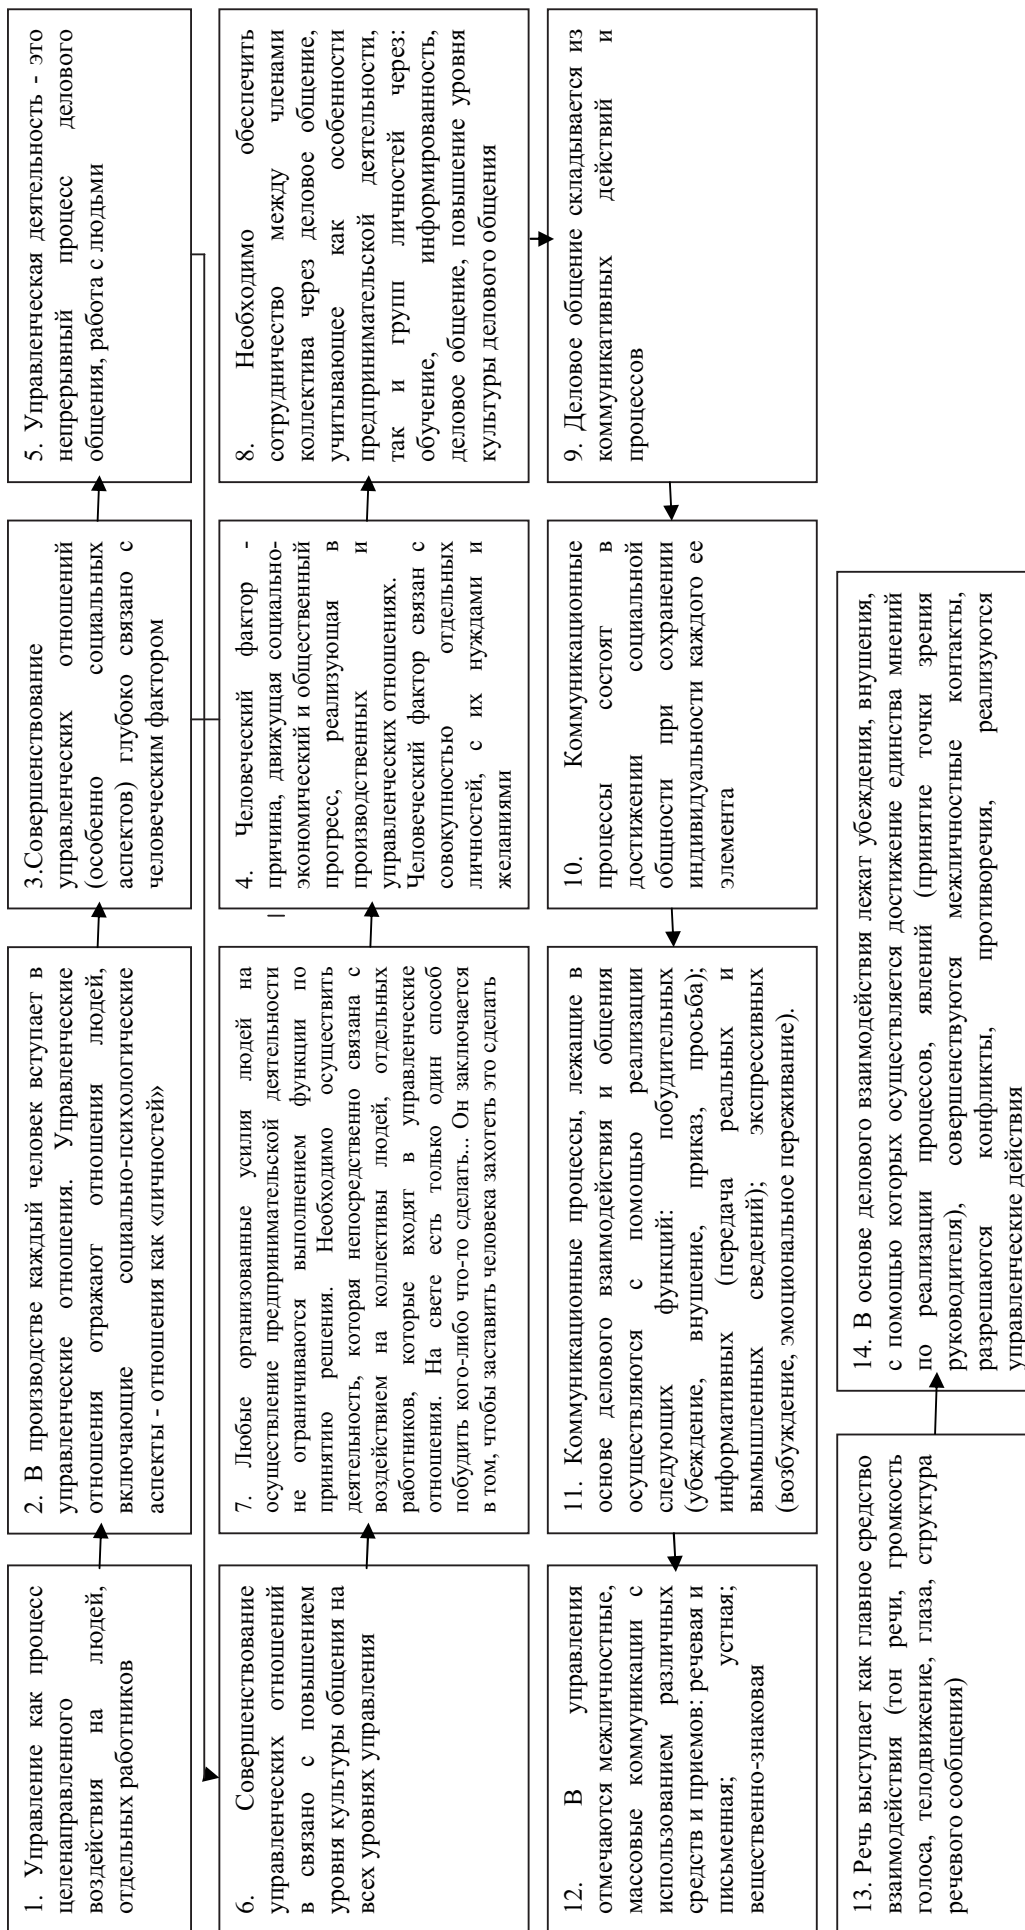 1. Управление как процесс
целенаправленного
воздействия на людей,
отдельных работников
2. В производстве каждый человек вступает в
управленческие отношения. Управленческие
отношения отражают отношения людей,
включающие социально-психологические
аспекты - отношения как «личностей»
3.Совершенствование
управленческих отношений
(особенно социальных
аспектов) глубоко связано с
человеческим фактором
5. Управленческая деятельность - это
непрерывный процесс делового
общения, работа с людьми
6. Совершенствование
управленческих отношений
в связано с повышением
уровня культуры общения на
всех уровнях управления
7. Любые организованные усилия людей на
осуществление предпринимательской деятельности
не ограничиваются выполнением функции по
принятию решения. Необходимо осуществить
деятельность, которая непосредственно связана с
воздействием на коллективы людей, отдельных
работников, которые входят в управленческие
отношения. На свете есть только один способ
побудить кого-либо что-то сделать... Он заключается
в том, чтобы заставить человека захотеть это сделать
4. Человеческий фактор -
причина, движущая социально-
экономический и общественный
прогресс, реализующая в
производственных и
управленческих отношениях.
Человеческий фактор связан с
совокупностью отдельных
личностей, с их нуждами и
желаниями
8. Необходимо обеспечить
сотрудничество между членами
коллектива через деловое общение,
учитывающее как особенности
предпринимательской деятельности,
так и групп личностей через:
обучение, информированность,
деловое общение, повышение уровня
культуры делового общения
9. Деловое общение складывается из
коммуникативных действий и
процессов
10. Коммуникационные
процессы состоят в
достижении социальной
общности при сохранении
индивидуальности каждого ее
элемента
11. Коммуникационные процессы, лежащие в
основе делового взаимодействия и общения
осуществляются с помощью реализации
следующих функций: побудительных
(убеждение, внушение, приказ, просьба);
информативных (передача реальных и
вымышленных сведений); экспрессивных
(возбуждение, эмоциональное переживание).
12. В управления
отмечаются межличностные,
массовые коммуникации с
использованием различных
средств и приемов: речевая и
письменная; устная;
вещественно-знаковая
13. Речь выступает как главное средство
взаимодействия (тон речи, громкость
голоса, телодвижение, глаза, структура
речевого сообщения)
14. В основе делового взаимодействия лежат убеждения, внушения,
с помощью которых осуществляется достижение единства мнений
по реализации процессов, явлений (принятие точки зрения
руководителя), совершенствуются межличностные контакты,
разрешаются конфликты, противоречия, реализуются
управленческие действия